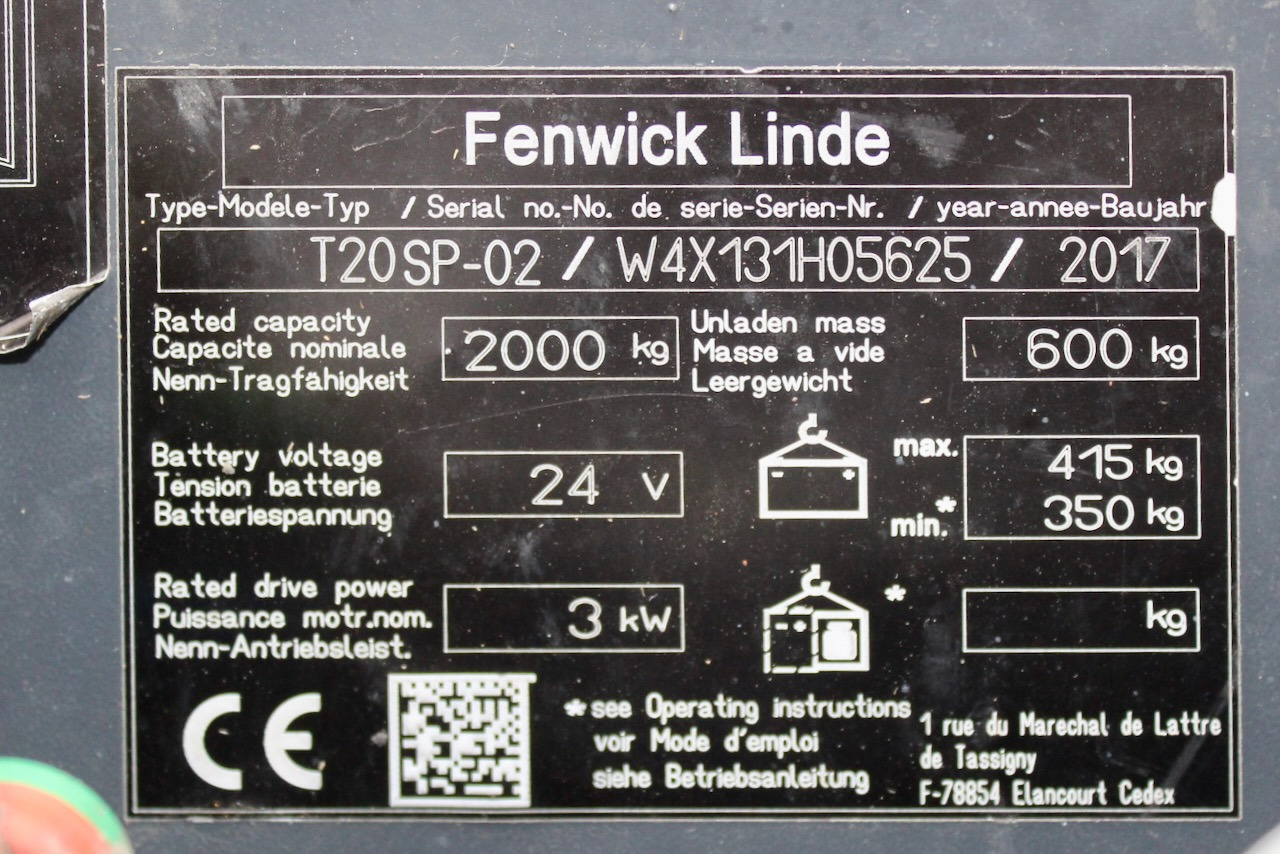 Fenwick Linde
Type-Modele-Typ / Serial no.-No. de serie-Serien-Nr. / year-annee-Baujahr
T20SP-02 / W4X131H05625 / 2017
Rated capacity
Capacite nominale
Nenn-Tragfähigkeit
2000 kg
Unladen mass
Masse a vide
Leergewicht
600 kg
Battery voltage
Tension batterie
Batteriespannung
24 V
max. 415 kg
min.* 350 kg
Rated drive power
Puissance motr.nom.
Nenn-Antriebsleist.
3 kW
* kg
CE
*see Operating instructions
voir Mode d'emploi
siehe Betriebsanleitung
1 rue du Marechal de Lattre
de Tassigny
F-78854 Elancourt Cedex